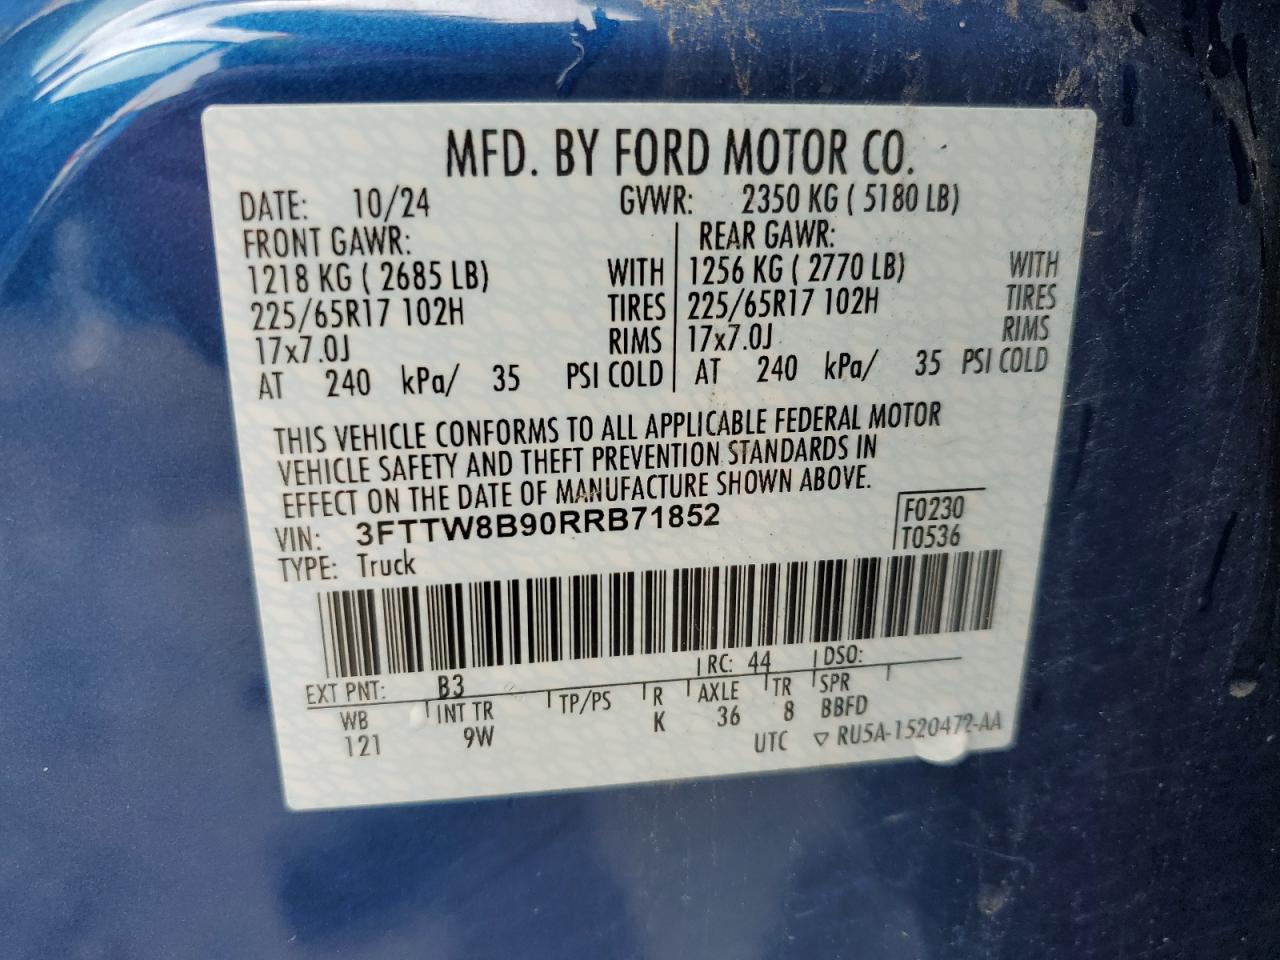 MFD. BY FORD MOTOR CO.
DATE: 10/24 GVWR: 2350 KG ( 5180 LB)
FRONT GAWR: REAR GAWR:
1218 KG ( 2685 LB) WITH 1256 KG ( 2770 LB) WITH
225/65R17 102H TIRES 225/65R17 102H TIRES
17x7.0J RIMS 17x7.0J RIMS
AT 240 kPa/ 35 PSI COLD AT 240 kPa/ 35 PSI COLD
THIS VEHICLE CONFORMS TO ALL APPLICABLE FEDERAL MOTOR
VEHICLE SAFETY AND THEFT PREVENTION STANDARDS IN
EFFECT ON THE DATE OF MANUFACTURE SHOWN ABOVE.
VIN: 3FTTW8B90RRB71852 F0230
TYPE: Truck T0536
EXT PNT: B3 RC: 44 DSO:
WB INT TR TP/PS R AXLE TR SPR
121 9W K 36 8 BBFD
UTC ▽ RU5A-1520472-AA